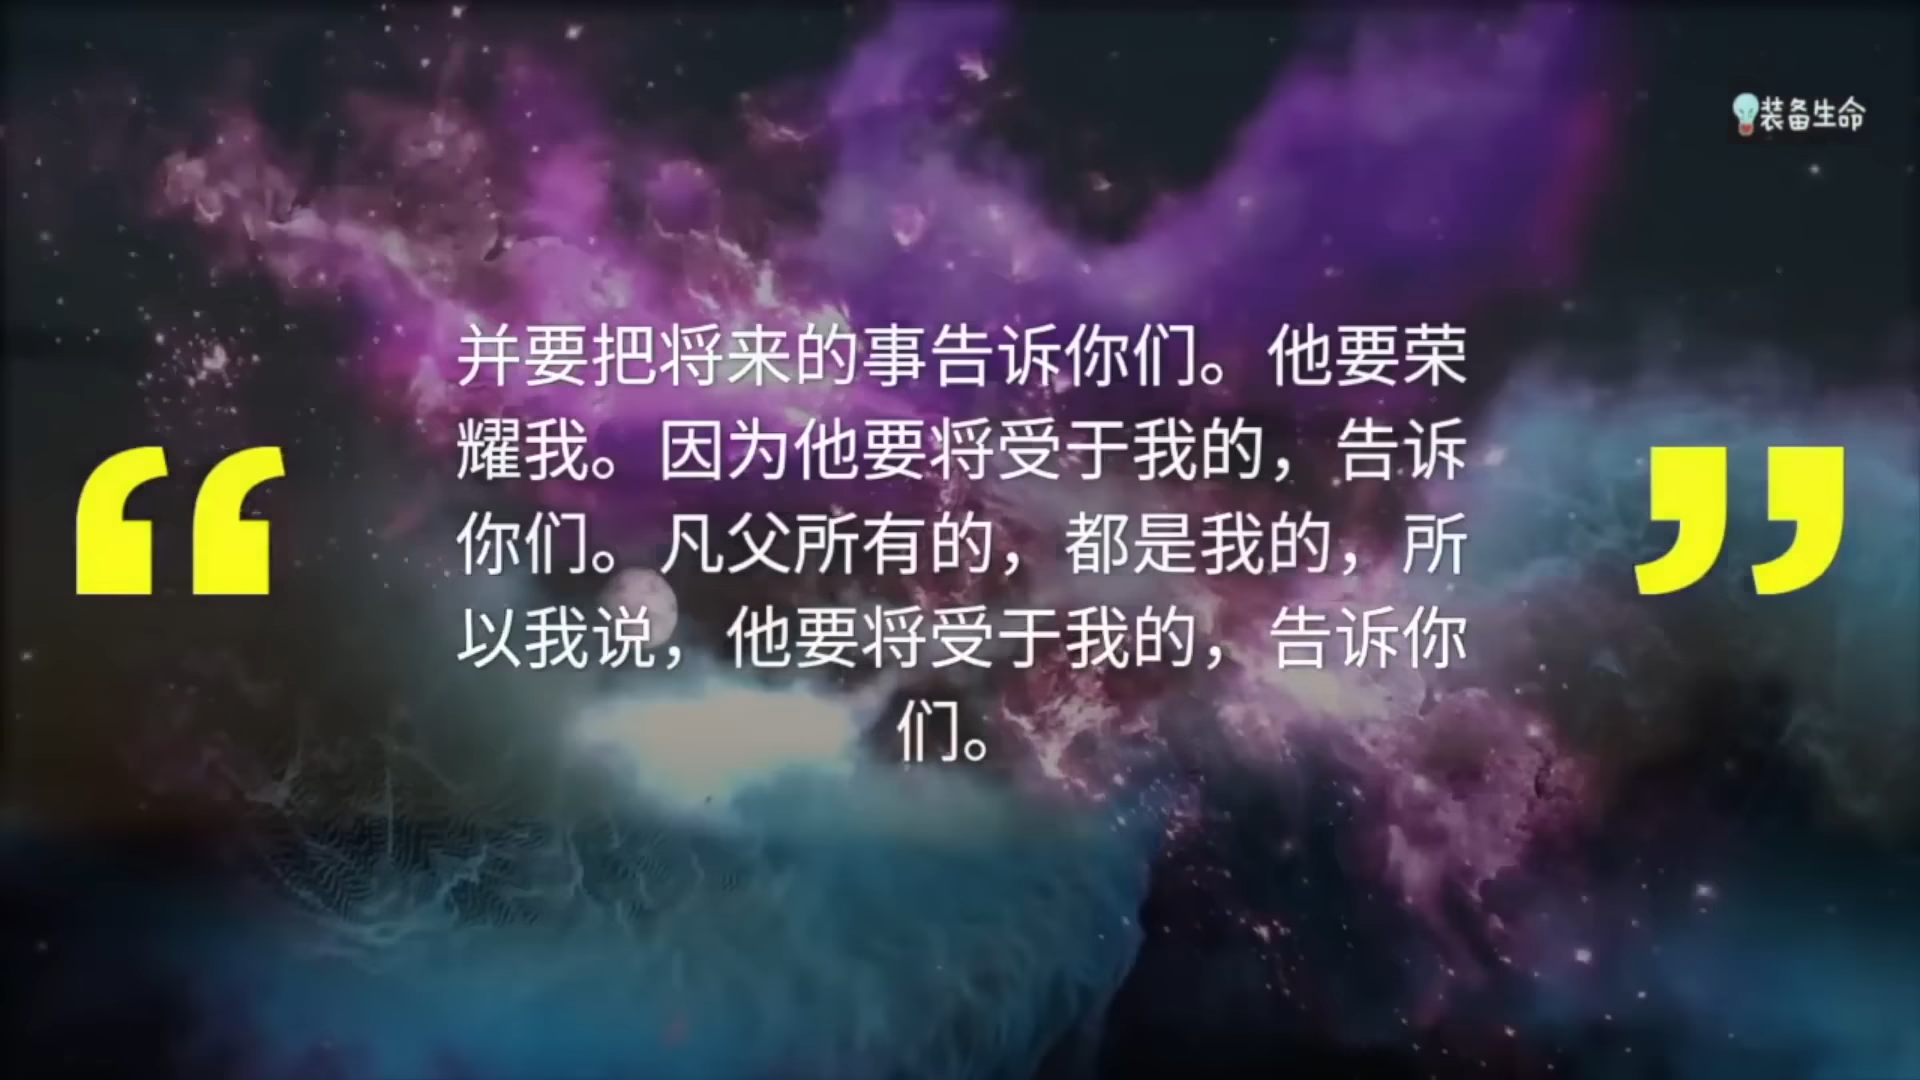 装备生命
并要把将来的事告诉你们。他要荣
耀我。因为他要将受于我的，告诉
你们。凡父所有的，都是我的，所
以我说，他要将受于我的，告诉你
们。